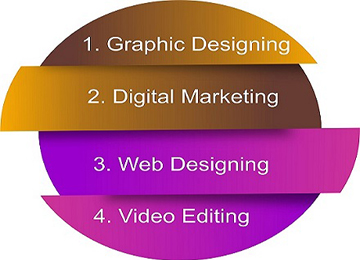 1. Graphic Designing
2. Digital Marketing
3. Web Designing
4. Video Editing